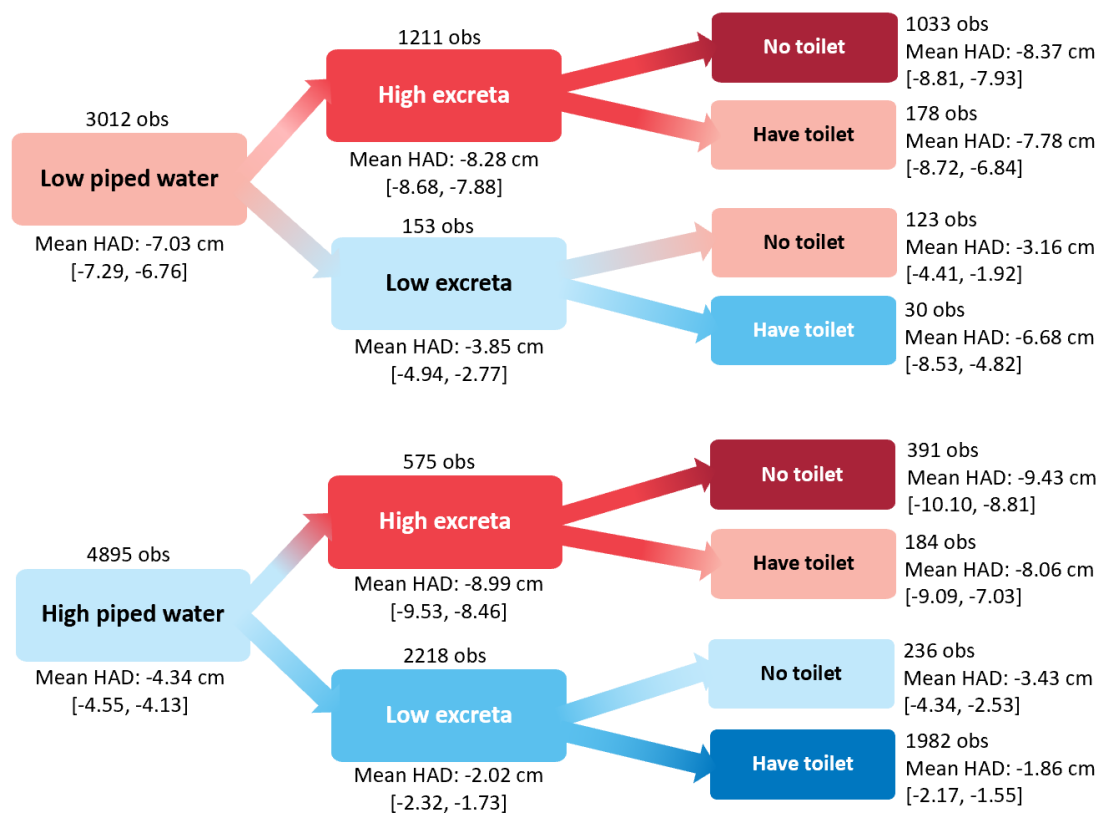 3012 obs
Low piped water
Mean HAD: -7.03 cm
[-7.29, -6.76]
1211 obs
High excreta
Mean HAD: -8.28 cm
[-8.68, -7.88]
No toilet
1033 obs
Mean HAD: -8.37 cm
[-8.81, -7.93]
Have toilet
178 obs
Mean HAD: -7.78 cm
[-8.72, -6.84]
153 obs
Low excreta
Mean HAD: -3.85 cm
[-4.94, -2.77]
No toilet
123 obs
Mean HAD: -3.16 cm
[-4.41, -1.92]
Have toilet
30 obs
Mean HAD: -6.68 cm
[-8.53, -4.82]
4895 obs
High piped water
Mean HAD: -4.34 cm
[-4.55, -4.13]
575 obs
High excreta
Mean HAD: -8.99 cm
[-9.53, -8.46]
No toilet
391 obs
Mean HAD: -9.43 cm
[-10.10, -8.81]
Have toilet
184 obs
Mean HAD: -8.06 cm
[-9.09, -7.03]
2218 obs
Low excreta
Mean HAD: -2.02 cm
[-2.32, -1.73]
No toilet
236 obs
Mean HAD: -3.43 cm
[-4.34, -2.53]
Have toilet
1982 obs
Mean HAD: -1.86 cm
[-2.17, -1.55]